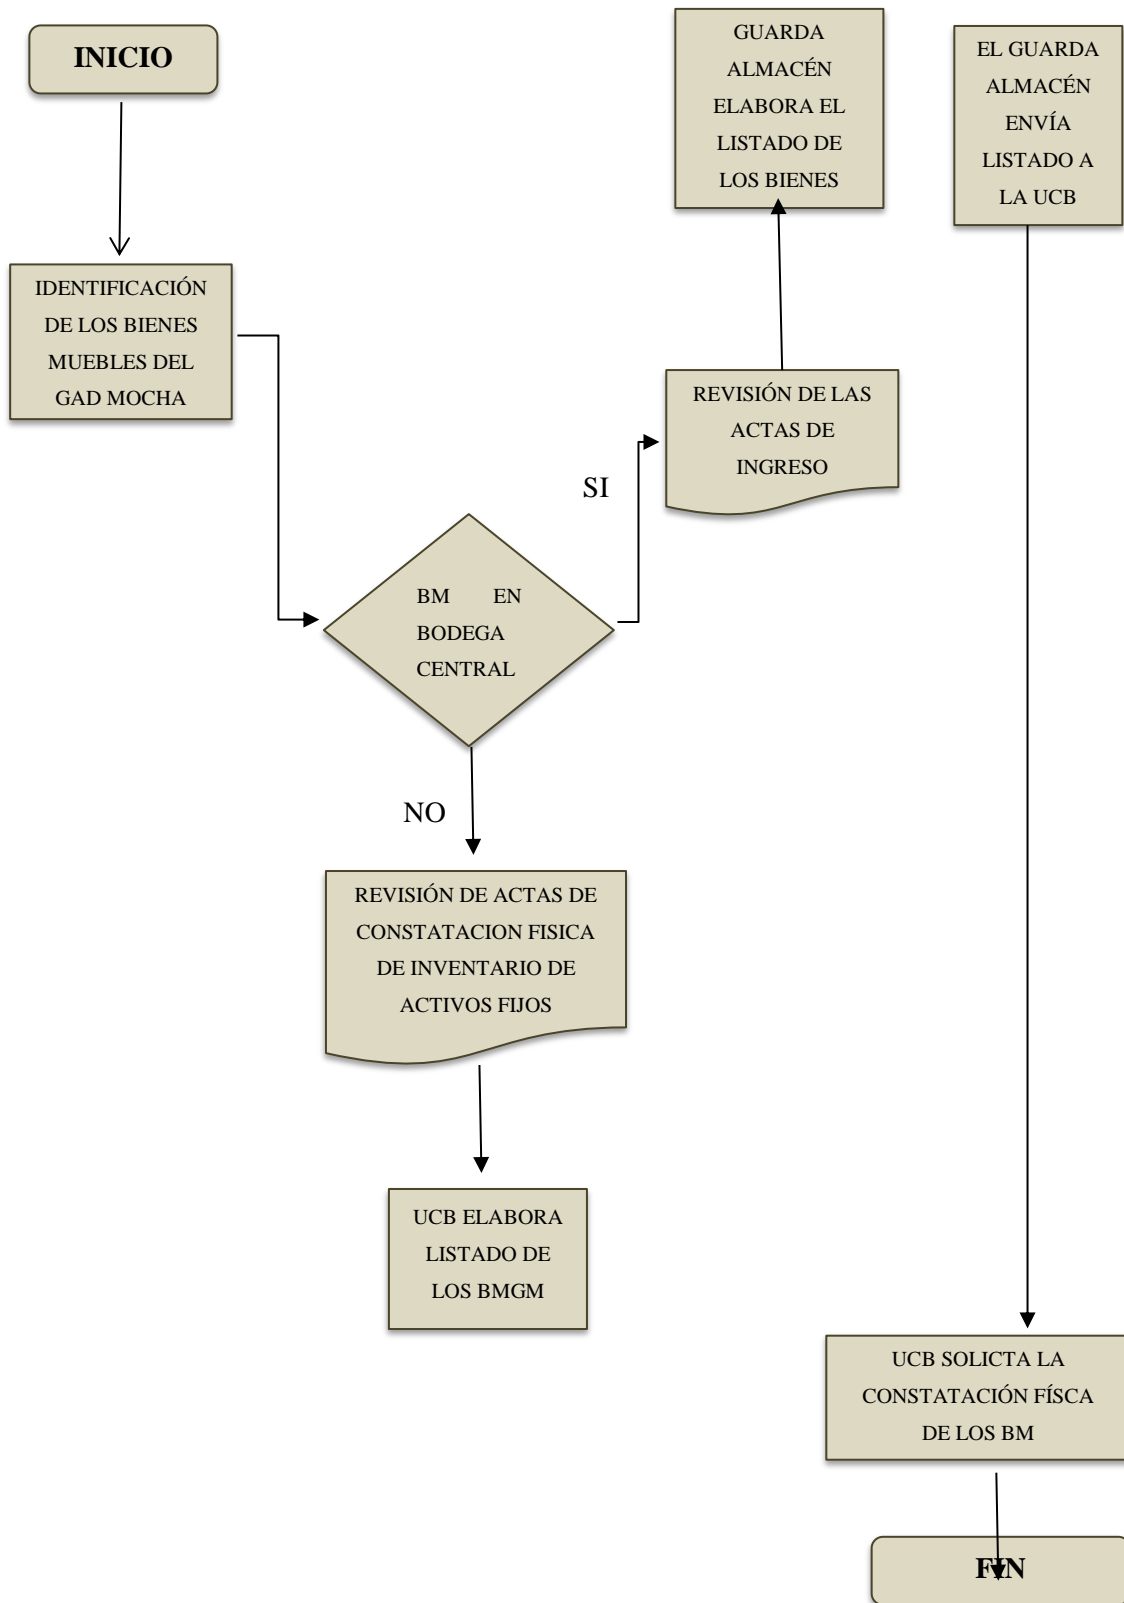 INICIO
IDENTIFICACIÓN
DE LOS BIENES
MUEBLES DEL
GAD MOCHA
BM EN
BODEGA
CENTRAL
SI
REVISIÓN DE LAS
ACTAS DE
INGRESO
GUARDA
ALMACÉN
ELABORA EL
LISTADO DE
LOS BIENES
EL GUARDA
ALMACÉN
ENVÍA
LISTADO A
LA UCB
NO
REVISIÓN DE ACTAS DE
CONSTATACION FISICA
DE INVENTARIO DE
ACTIVOS FIJOS
UCB ELABORA
LISTADO DE
LOS BMGM
UCB SOLICTA LA
CONSTATACIÓN FÍSCA
DE LOS BM
FIN